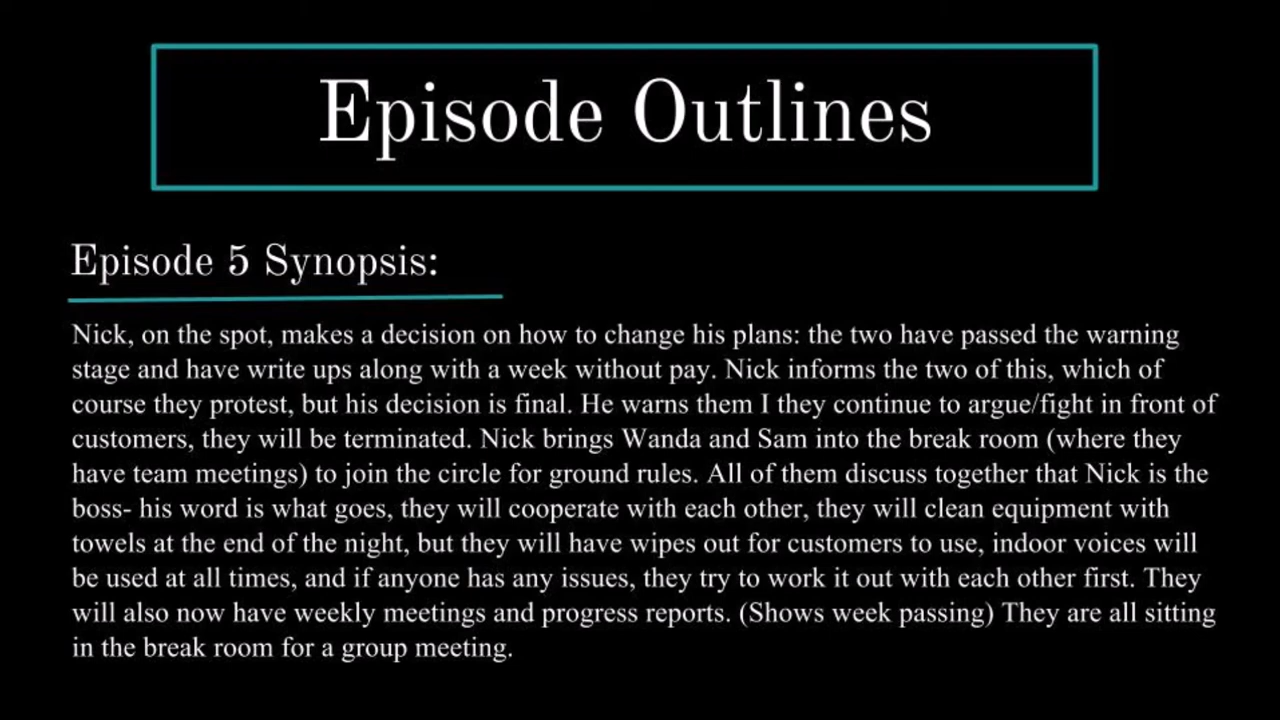 Episode Outlines
Episode 5 Synopsis:
Nick, on the spot, makes a decision on how to change his plans: the two have passed the warning
stage and have write ups along with a week without pay. Nick informs the two of this, which of
course they protest, but his decision is final. He warns them I they continue to argue/fight in front of
customers, they will be terminated. Nick brings Wanda and Sam into the break room (where they
have team meetings) to join the circle for ground rules. All of them discuss together that Nick is the
boss- his word is what goes, they will cooperate with each other, they will clean equipment with
towels at the end of the night, but they will have wipes out for customers to use, indoor voices will
be used at all times, and if anyone has any issues, they try to work it out with each other first. They
will also now have weekly meetings and progress reports. (Shows week passing) They are all sitting
in the break room for a group meeting.